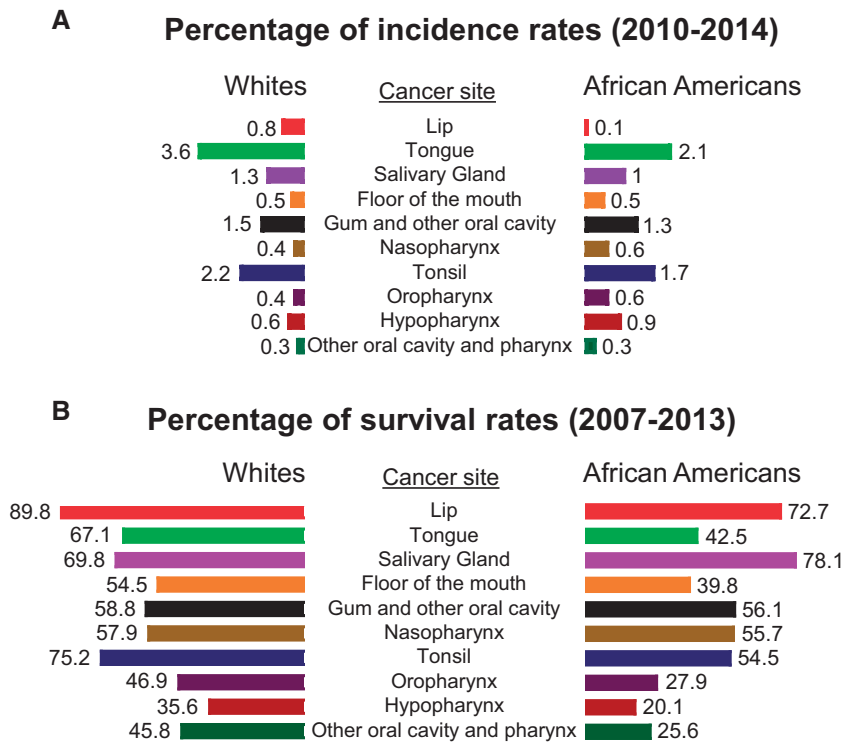 A Percentage of incidence rates (2010-2014)
Whites Cancer site African Americans
0.8 Lip 0.1
3.6 Tongue 2.1
1.3 Salivary Gland 1
0.5 Floor of the mouth 0.5
1.5 Gum and other oral cavity 1.3
0.4 Nasopharynx 0.6
2.2 Tonsil 1.7
0.4 Oropharynx 0.6
0.6 Hypopharynx 0.9
0.3 Other oral cavity and pharynx 0.3
B Percentage of survival rates (2007-2013)
Whites Cancer site African Americans
89.8 Lip 72.7
67.1 Tongue 42.5
69.8 Salivary Gland 78.1
54.5 Floor of the mouth 39.8
58.8 Gum and other oral cavity 56.1
57.9 Nasopharynx 55.7
75.2 Tonsil 54.5
46.9 Oropharynx 27.9
35.6 Hypopharynx 20.1
45.8 Other oral cavity and pharynx 25.6